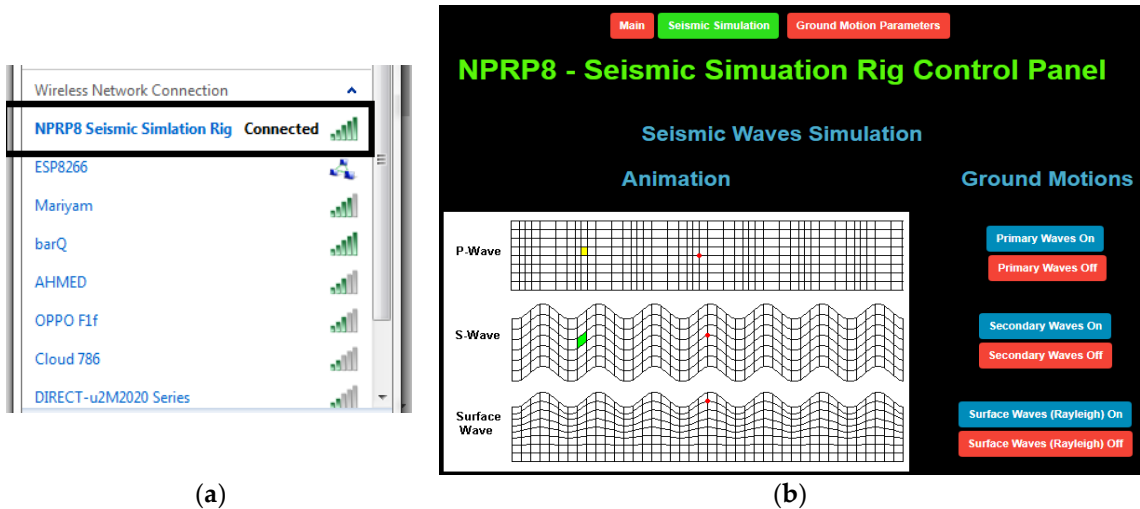 Wireless Network Connection
NPRP8 Seismic Simlation Rig Connected
ESP8266
Mariyam
barQ
AHMED
OPPO F1f
Cloud 786
DIRECT-u2M2020 Series
(a)
Main Seismic Simulation Ground Motion Parameters
NPRP8 - Seismic Simuation Rig Control Panel
Seismic Waves Simulation
Animation
Ground Motions
P-Wave
Primary Waves On
Primary Waves Off
S-Wave
Secondary Waves On
Secondary Waves Off
Surface
Wave
Surface Waves (Rayleigh) On
Surface Waves (Rayleigh) Off
(b)